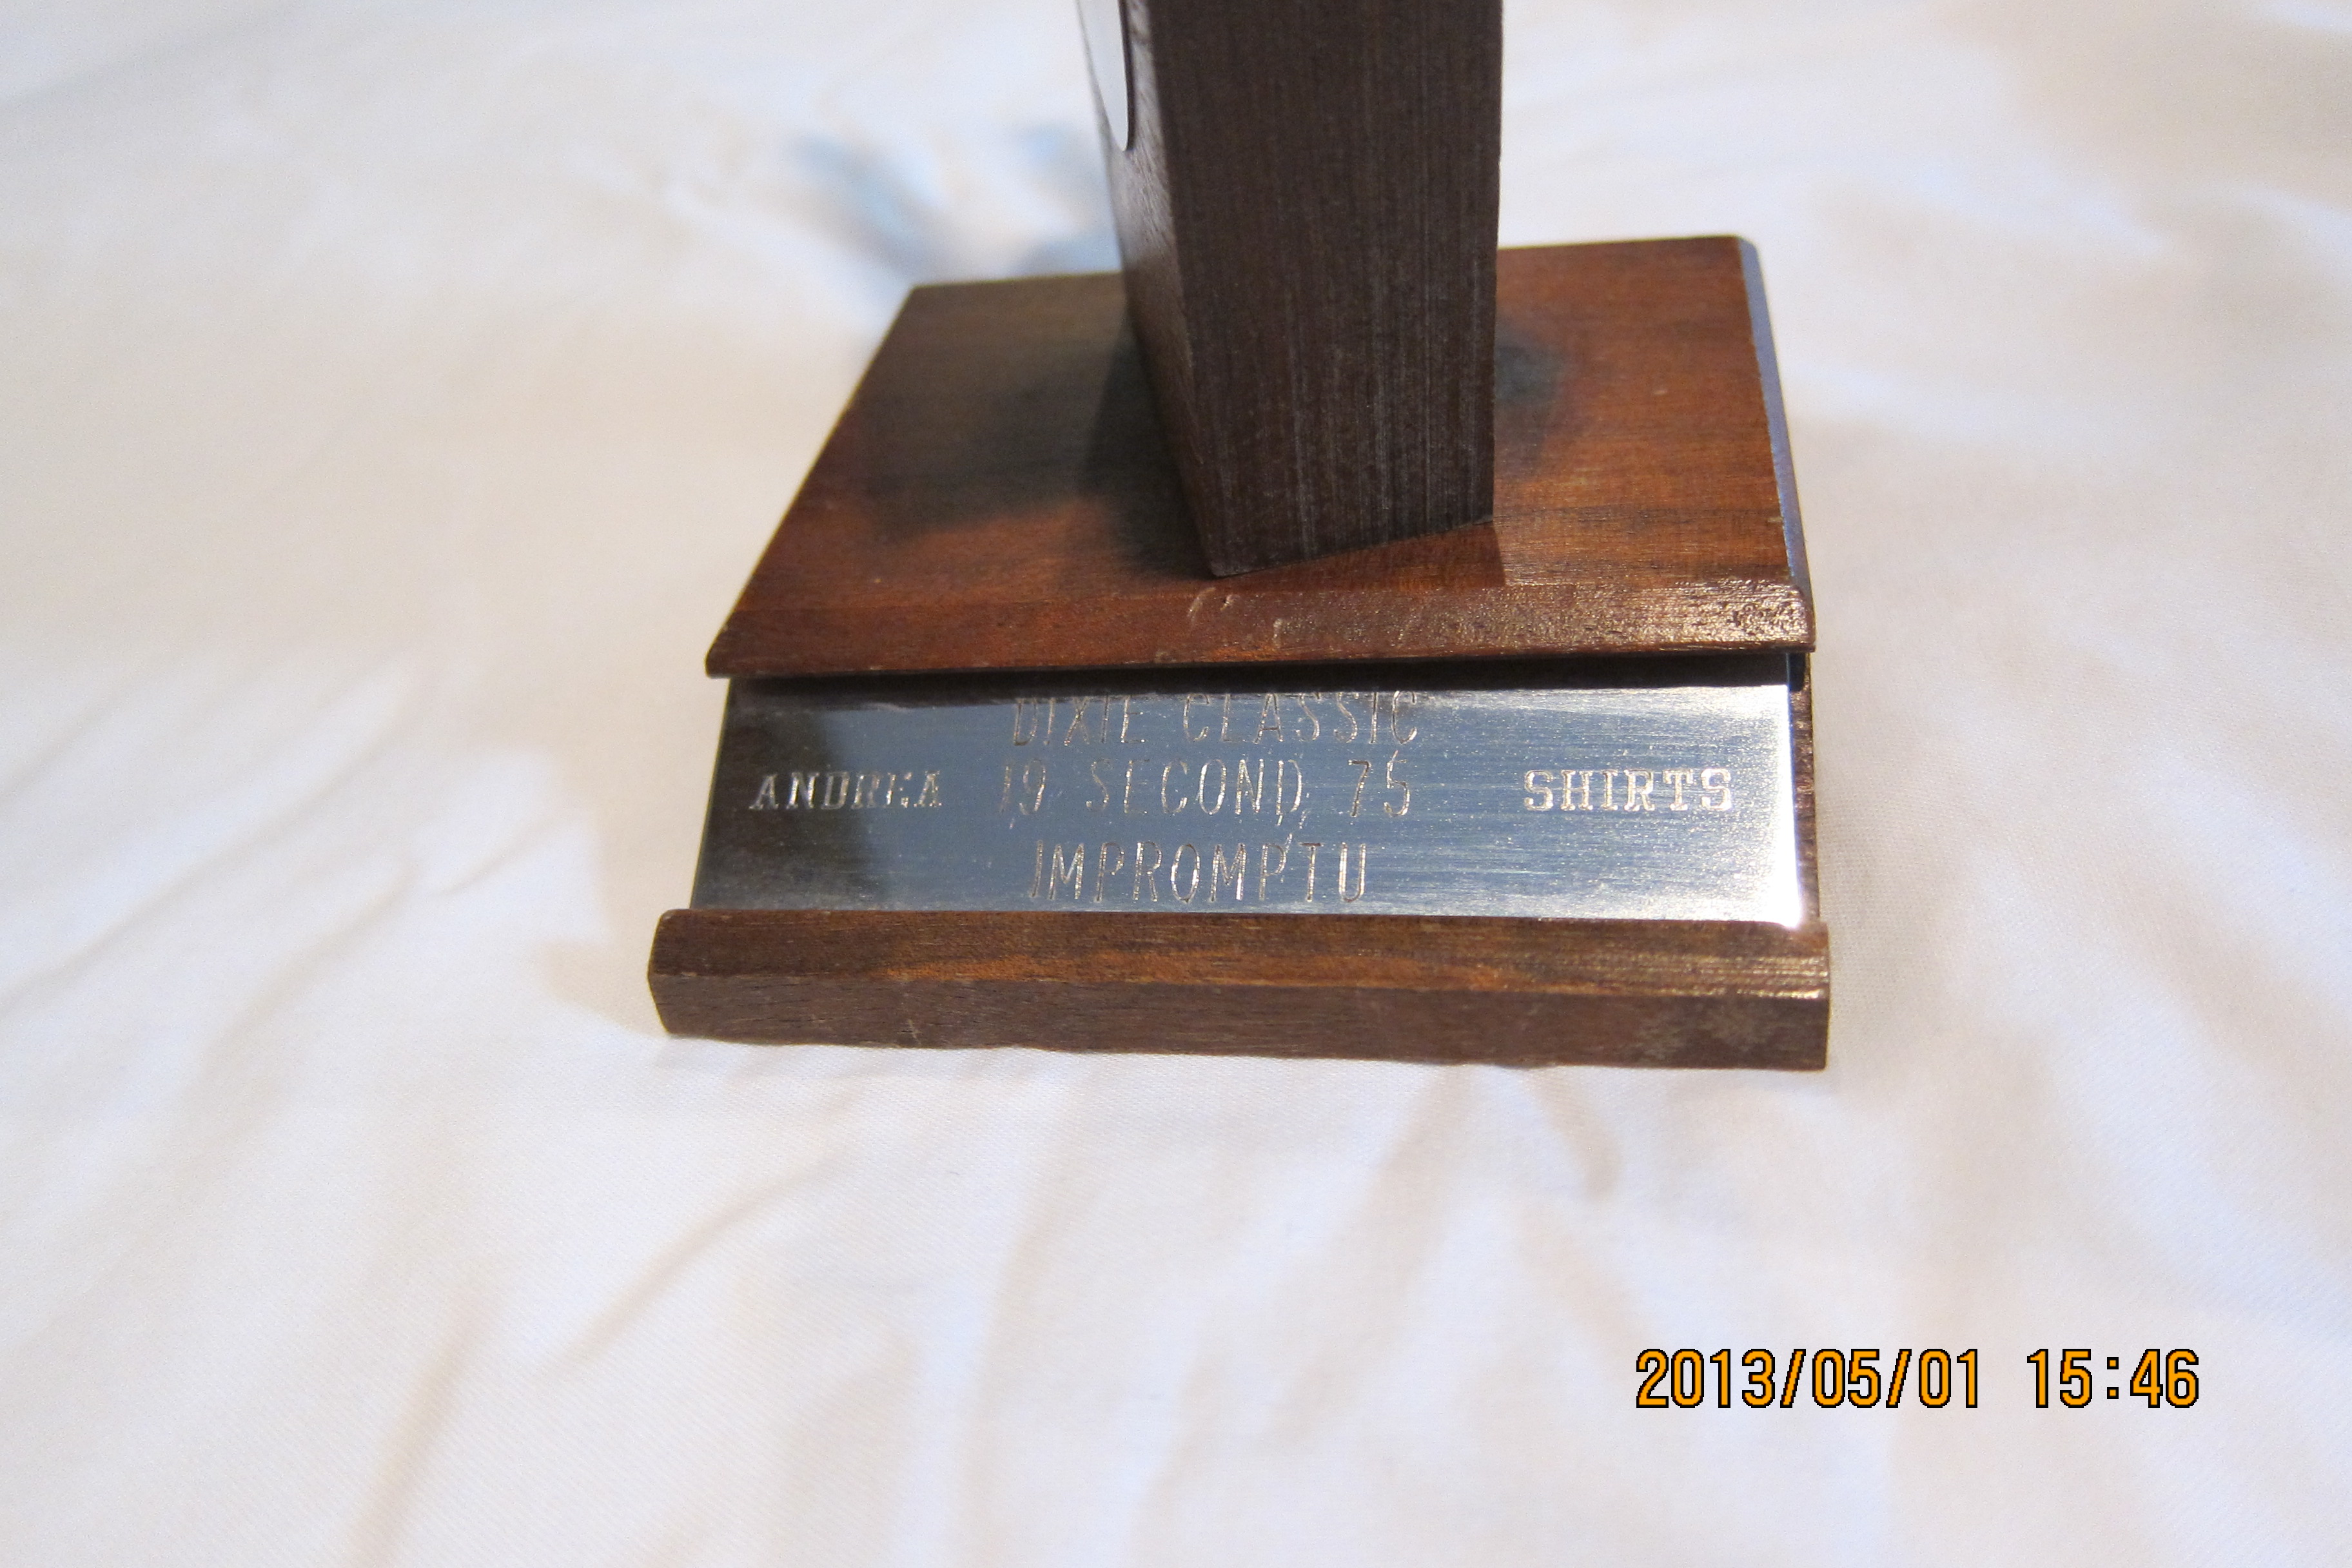 DIXIE CLASSIC
ANDREA 19 SECOND 75 SHIRTS
IMPROMPTU
2013/05/01 15:46